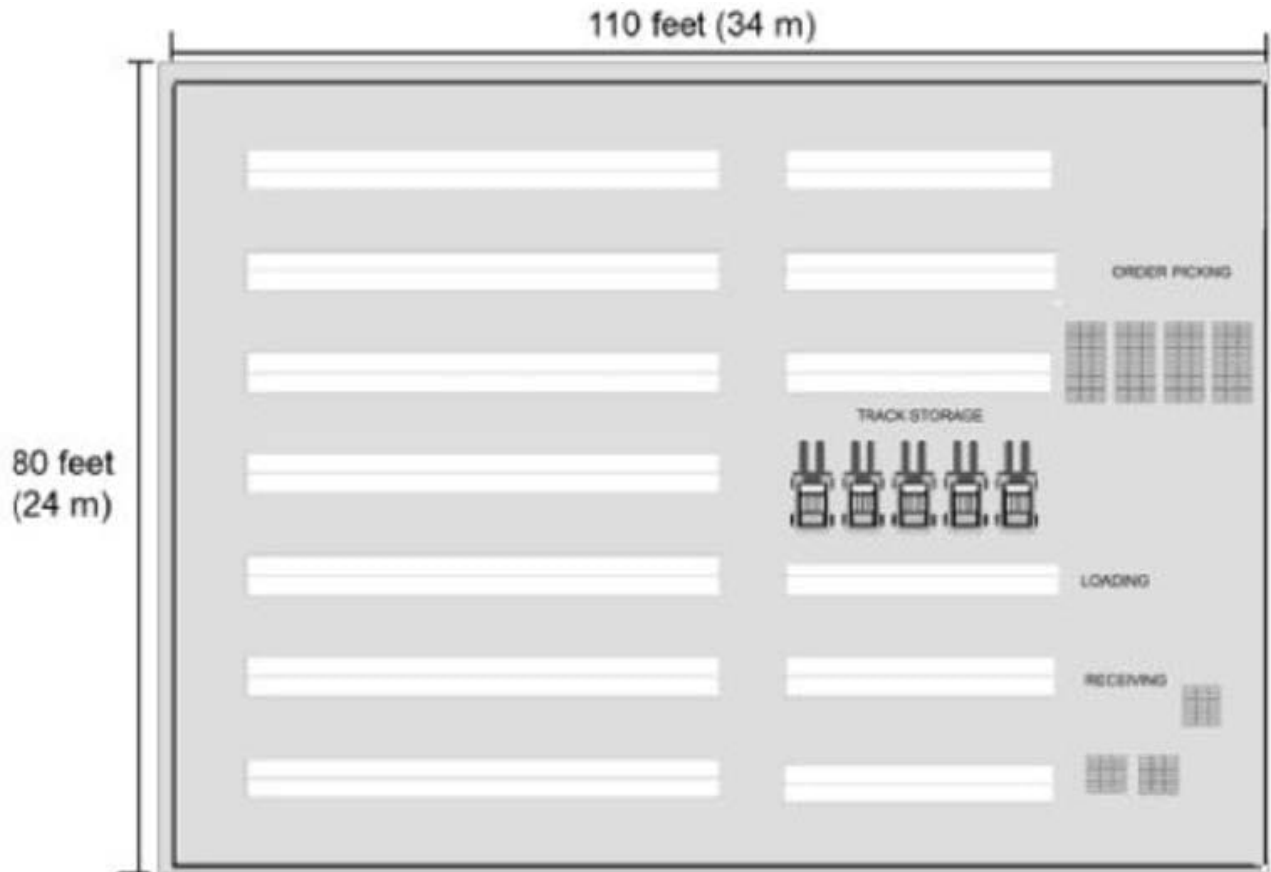 110 feet (34 m)
ORDER PICKING
TRACK STORAGE
80 feet
(24 m)
LOADING
RECEIVING